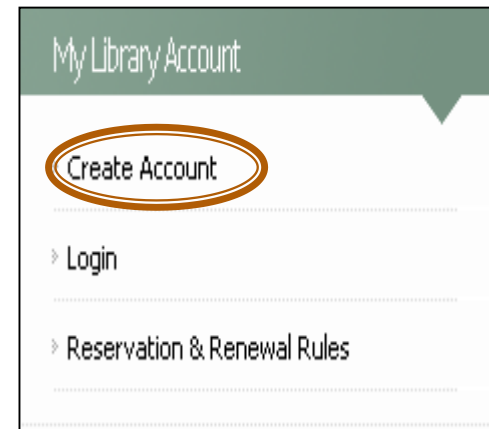 My Library Account
Create Account
Login
Reservation & Renewal Rules